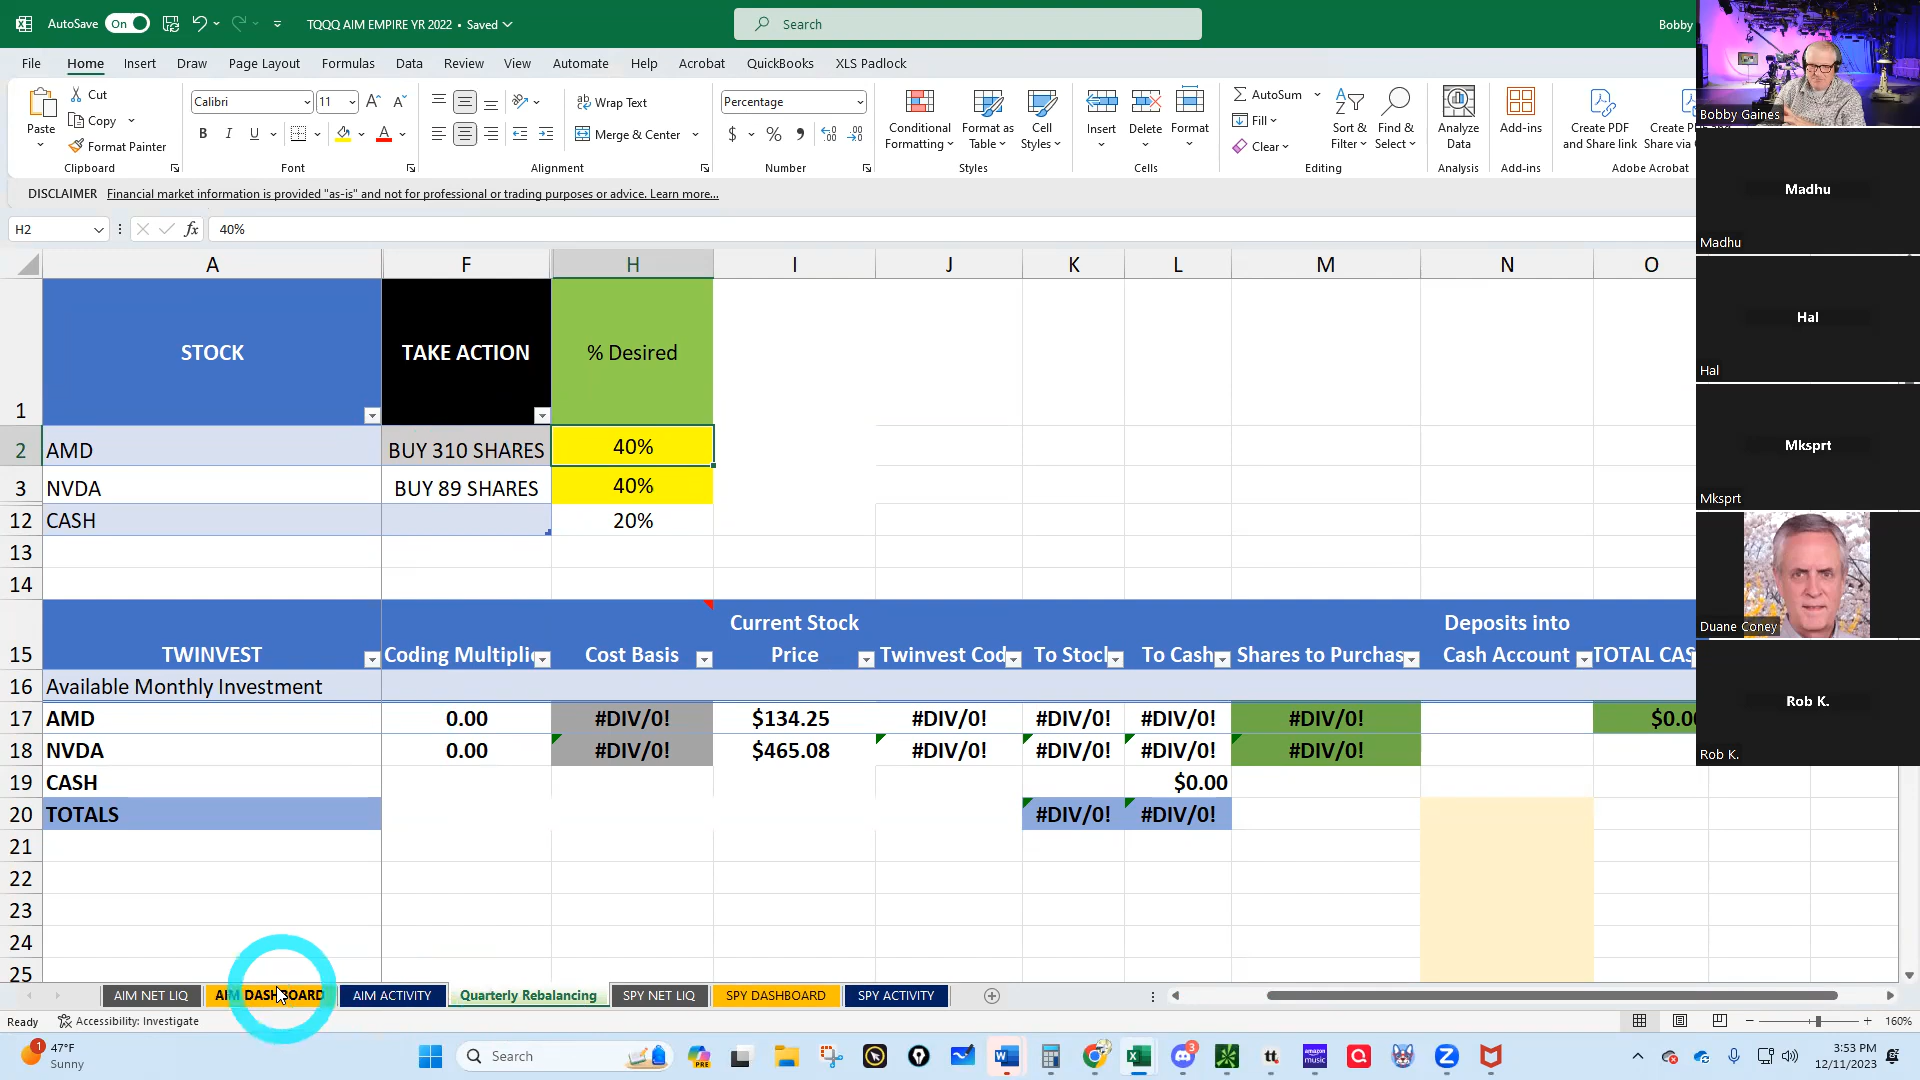 AutoSave On TQQQ AIM EMPIRE YR 2022 • Saved Search Bobby
File Home Insert Draw Page Layout Formulas Data Review View Automate Help Acrobat QuickBooks XLS Padlock
Paste Cut Copy Format Painter Clipboard
Calibri 11 B I U Font
Wrap Text Merge & Center Alignment
Percentage $ % Number
Conditional Formatting Format as Table Cell Styles Styles
Insert Delete Format Cells
AutoSum Fill Clear Sort & Filter Find & Select Editing
Analyze Data Analysis
Add-ins Add-ins
Create PDF and Share link Create Share via Adobe Acrobat
DISCLAIMER Financial market information is provided "as-is" and not for professional or trading purposes or advice. Learn more...
H2 fx 40%
A F H I J K L M N O
1 STOCK TAKE ACTION % Desired
2 AMD BUY 310 SHARES 40%
3 NVDA BUY 89 SHARES 40%
12 CASH 20%
13
14
15 TWINVEST Coding Multipli Cost Basis Current Stock Price Twinvest Cod To Stock To Cash Shares to Purchas Deposits into Cash Account TOTAL CAS
16 Available Monthly Investment
17 AMD 0.00 #DIV/0! $134.25 #DIV/0! #DIV/0! #DIV/0! #DIV/0! $0.00
18 NVDA 0.00 #DIV/0! $465.08 #DIV/0! #DIV/0! #DIV/0! #DIV/0!
19 CASH $0.00
20 TOTALS #DIV/0! #DIV/0!
21
22
23
24
25
AIM NET LIQ AIM DASHBOARD AIM ACTIVITY Quarterly Rebalancing SPY NET LIQ SPY DASHBOARD SPY ACTIVITY
Ready Accessibility: Investigate 160%
1 47°F Sunny Search PRE amazon music tt 3 3:53 PM 12/11/2023
Bobby Gaines
Madhu
Madhu
Hal
Hal
Mksprt
Mksprt
Duane Coney
Rob K.
Rob K.